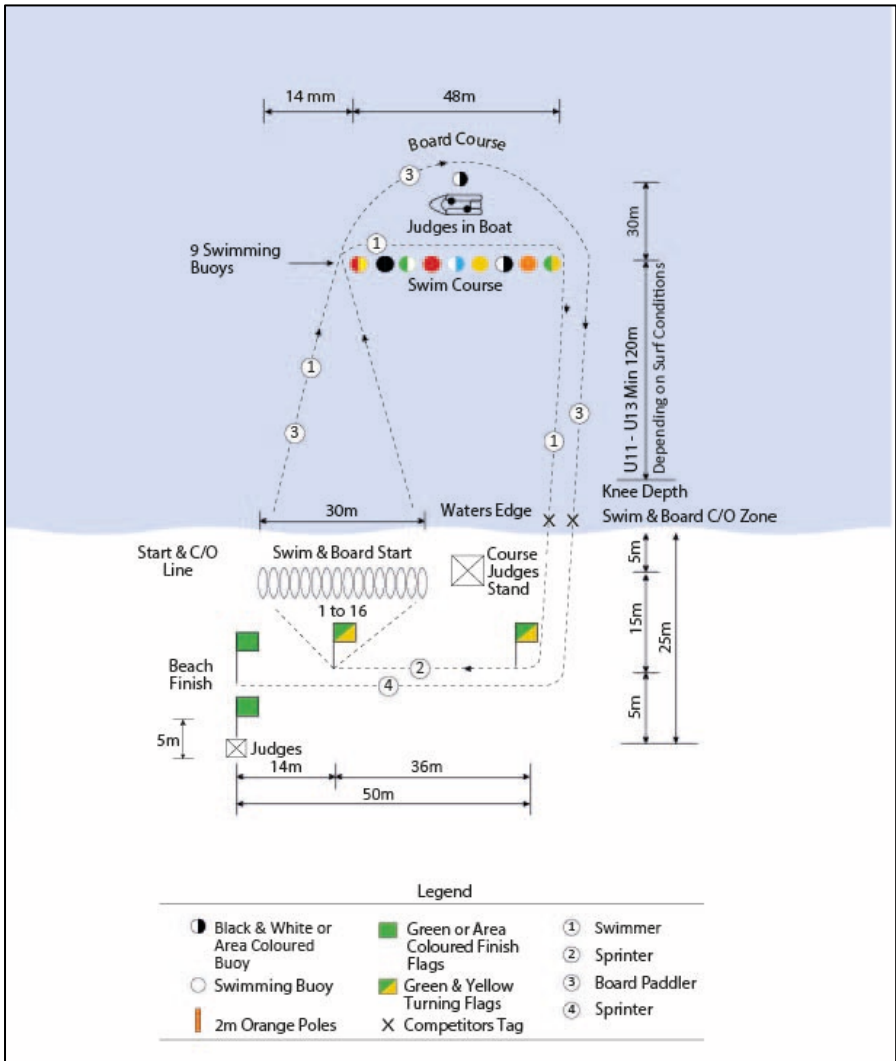 14 mm
48m
Board Course
3
Judges in Boat
30m
1
9 Swimming
Buoys
Swim Course
1
3
1
3
U11 - U13 Min 120m
Depending on Surf Conditions
Knee Depth
30m
Waters Edge
Swim & Board C/O Zone
Start & C/O
Line
Swim & Board Start
Course
Judges
Stand
5m
1 to 16
15m
25m
2
Beach
Finish
4
5m
5m
Judges
14m
36m
50m
Legend
Black & White or
Area Coloured
Buoy
Swimming Buoy
2m Orange Poles
Green or Area
Coloured Finish
Flags
Green & Yellow
Turning Flags
X Competitors Tag
1 Swimmer
2 Sprinter
3 Board Paddler
4 Sprinter